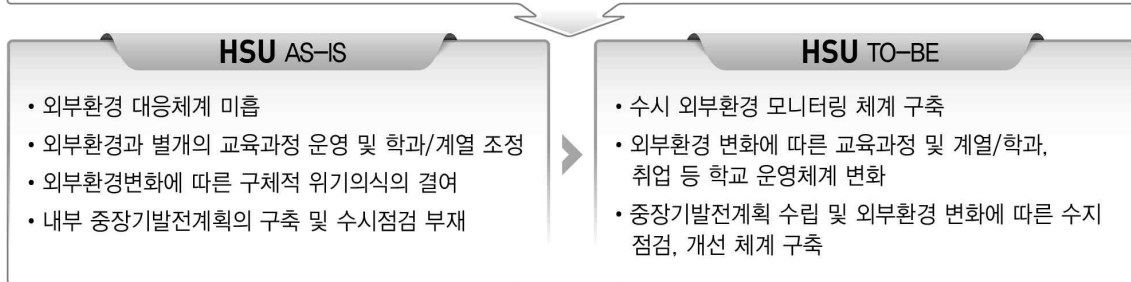 HSU AS-IS
• 외부환경 대응체계 미흡
• 외부환경과 별개의 교육과정 운영 및 학과/계열 조정
• 외부환경변화에 따른 구체적 위기의식의 결여
• 내부 중장기발전계획의 구축 및 수시점검 부재
HSU TO-BE
• 수시 외부환경 모니터링 체계 구축
• 외부환경 변화에 따른 교육과정 및 계열/학과,
취업 등 학교 운영체계 변화
• 중장기발전계획 수립 및 외부환경 변화에 따른 수지
점검, 개선 체계 구축